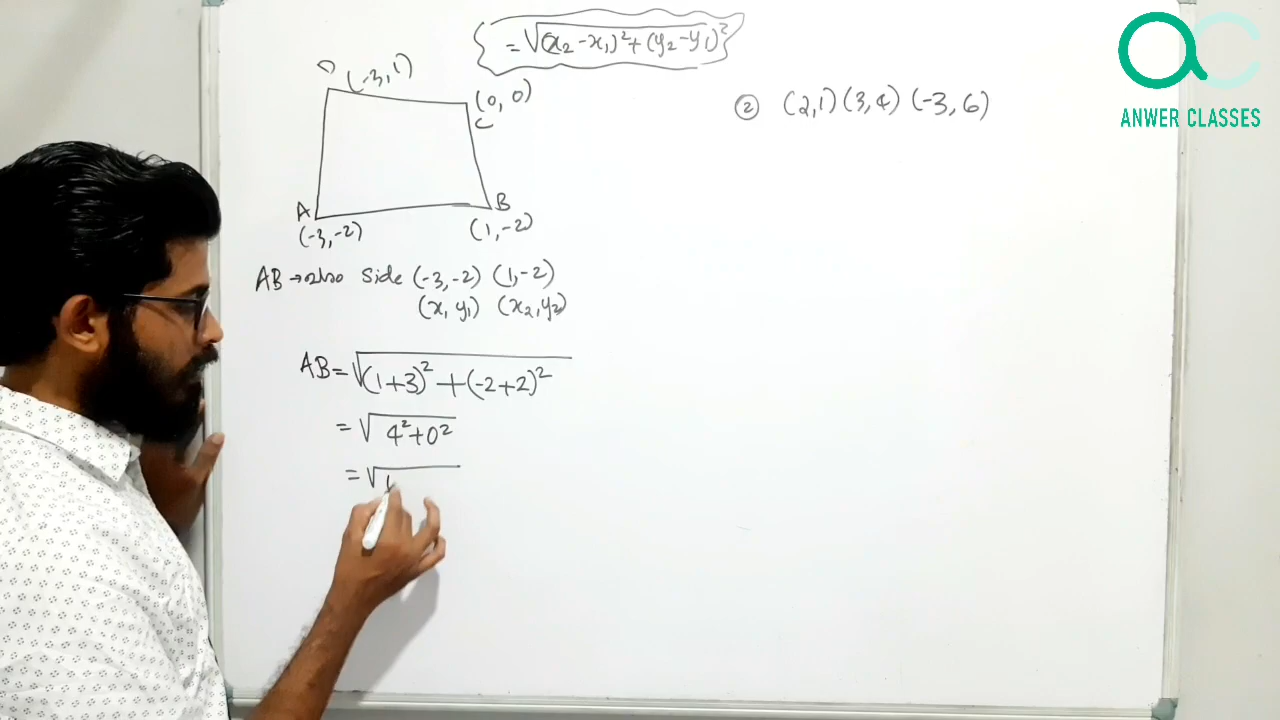 = √(x₂ - x₁)² + (y₂ - y₁)²
D (-3, 1)
(0, 0)
C
A
(-3, -2)
B
(1, -2)
AB → side (-3, -2) (1, -2)
(x, y₁) (x₂, y₂)
AB = √(1+3)² + (-2+2)²
= √4² + 0²
= √1
② (2, 1) (3, 4) (-3, 6)
ac
ANWER CLASSES